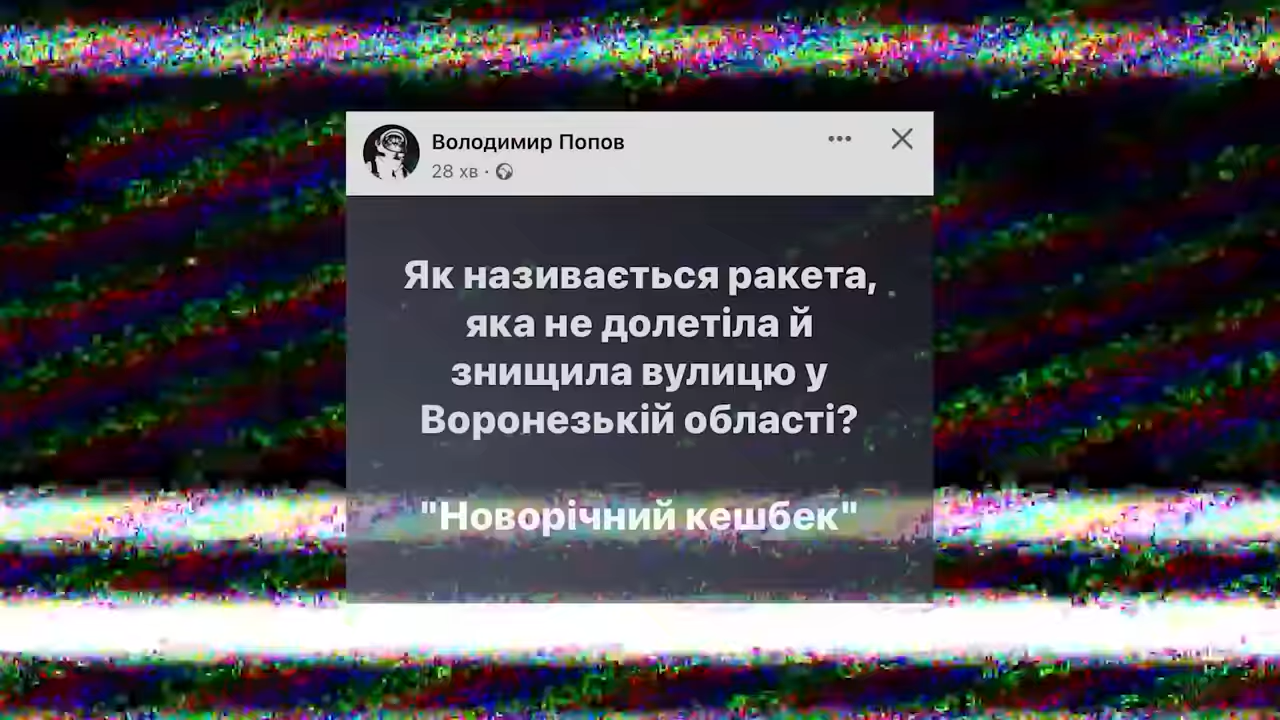 Володимир Попов
28 хв ·
Як називається ракета,
яка не долетіла й
знищила вулицю у
Воронезькій області?
"Новорічний кешбек"